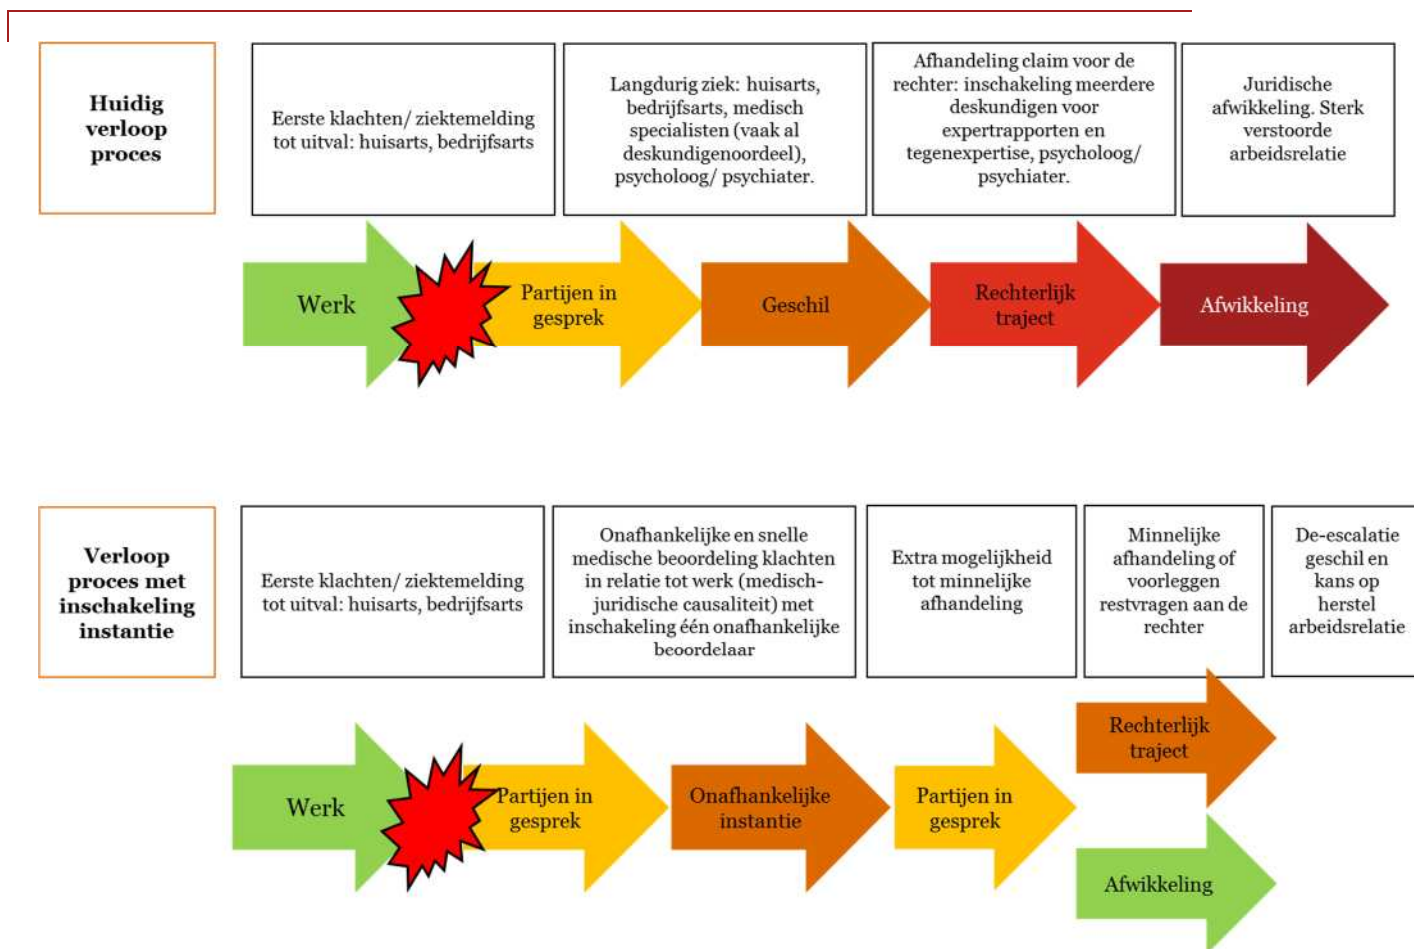 Huidig
verloop
proces
Eerste klachten/ ziektemelding
tot uitval: huisarts, bedrijfsarts
Langdurig ziek: huisarts,
bedrijfsarts, medisch
specialisten (vaak al
deskundigenoordeel),
psycholoog/ psychiater.
Afhandeling claim voor de
rechter: inschakeling meerdere
deskundigen voor
expertrapporten en
tegenexpertise, psycholoog/
psychiater.
Juridische
afwikkeling. Sterk
verstoorde
arbeidsrelatie
Werk
Partijen in
gesprek
Geschil
Rechterlijk
traject
Afwikkeling
Verloop
proces met
inschakeling
instantie
Eerste klachten/ ziektemelding
tot uitval: huisarts, bedrijfsarts
Onafhankelijke en snelle
medische beoordeling klachten
in relatie tot werk (medisch-
juridische causaliteit) met
inschakeling één onafhankelijke
beoordelaar
Extra mogelijkheid
tot minnelijke
afhandeling
Minnelijke
afhandeling of
voorleggen
restvragen aan de
rechter
De-escalatie
geschil en
kans op
herstel
arbeidsrelatie
Werk
Partijen in
gesprek
Onafhankelijke
instantie
Partijen in
gesprek
Rechterlijk
traject
Afwikkeling